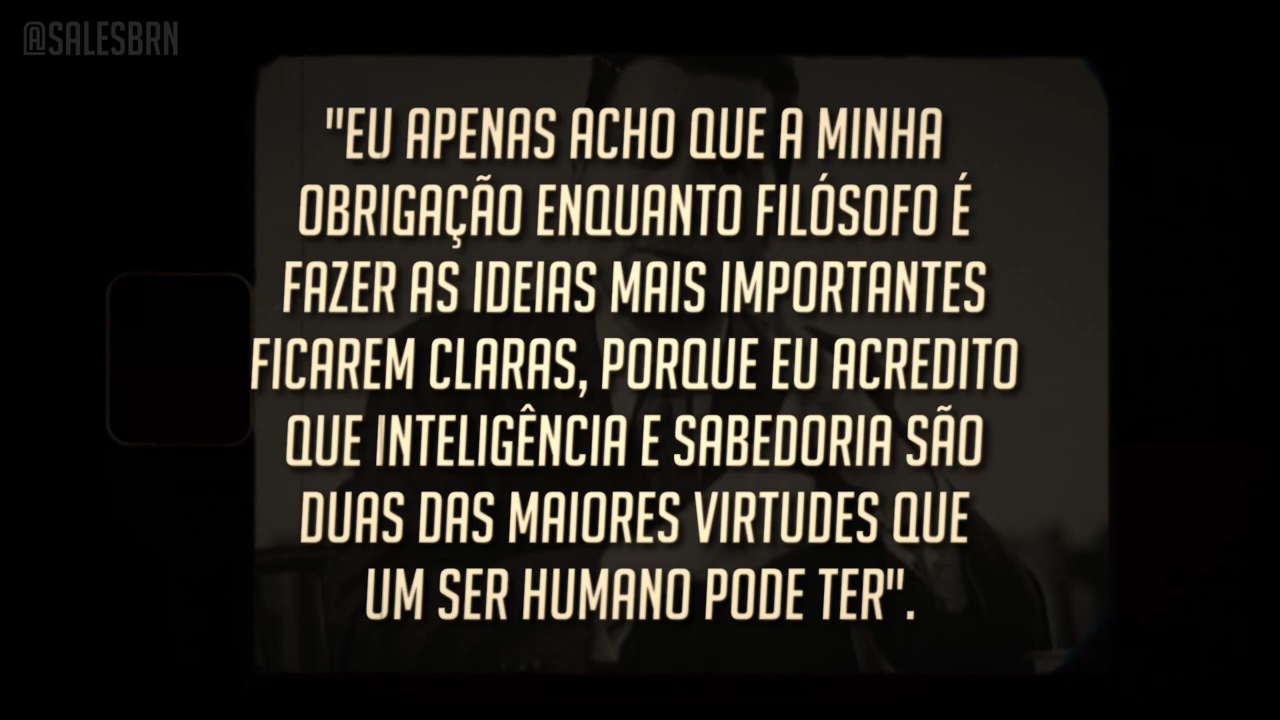 @SALESBRN
"EU APENAS ACHO QUE A MINHA
OBRIGAÇÃO ENQUANTO FILÓSOFO É
FAZER AS IDEIAS MAIS IMPORTANTES
FICAREM CLARAS, PORQUE EU ACREDITO
QUE INTELIGÊNCIA E SABEDORIA SÃO
DUAS DAS MAIORES VIRTUDES QUE
UM SER HUMANO PODE TER".